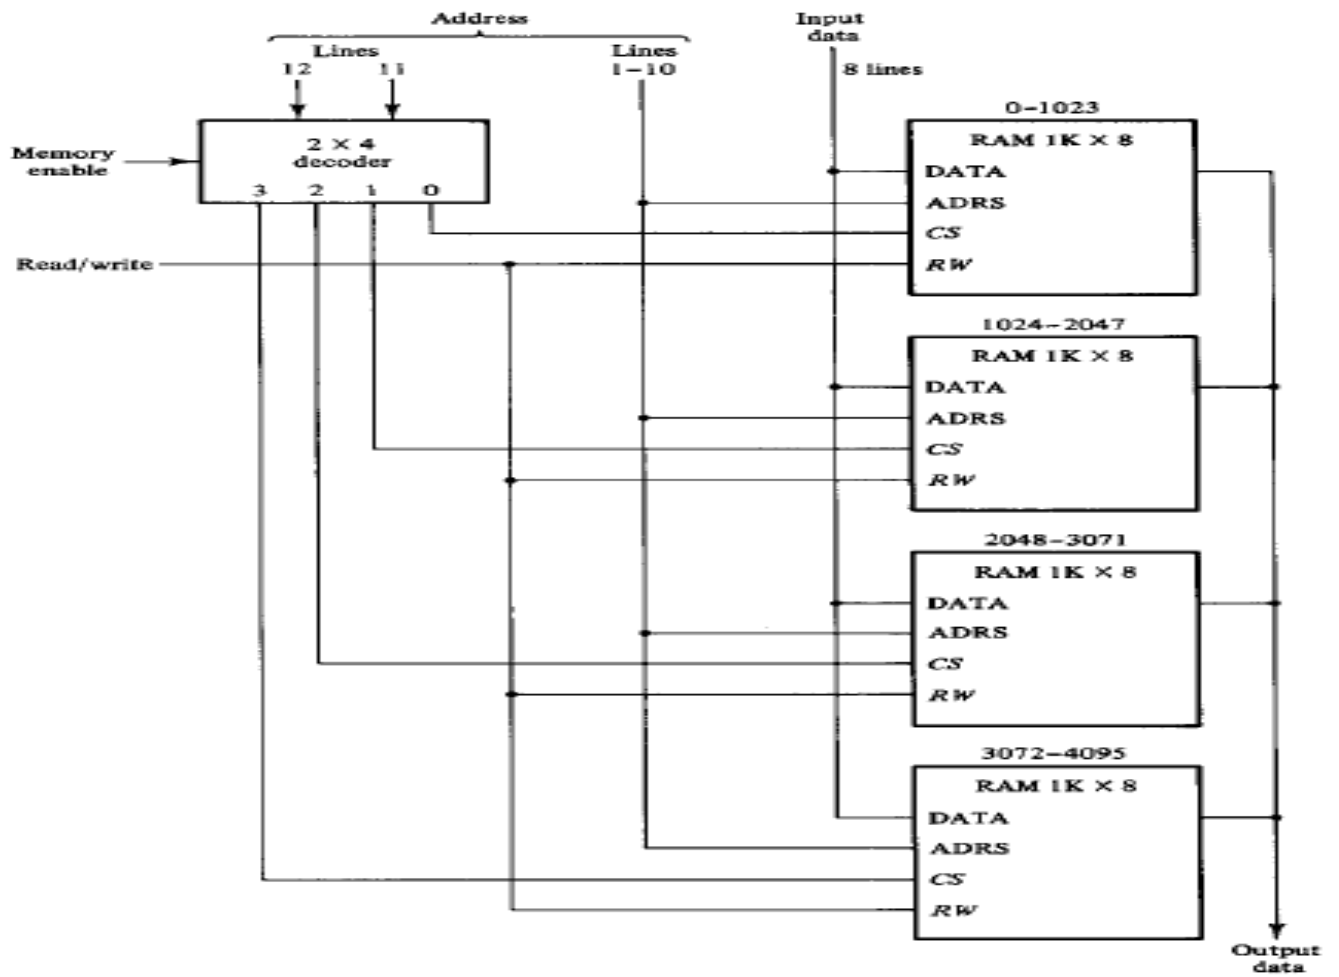 Address
Lines
12 11
Lines
1-10
Input
data
8 lines
Memory
enable
2 × 4
decoder
3 2 1 0
Read/write
0-1023
RAM 1K × 8
DATA
ADRS
CS
RW
1024-2047
RAM 1K × 8
DATA
ADRS
CS
RW
2048-3071
RAM 1K × 8
DATA
ADRS
CS
RW
3072-4095
RAM 1K × 8
DATA
ADRS
CS
RW
Output
data